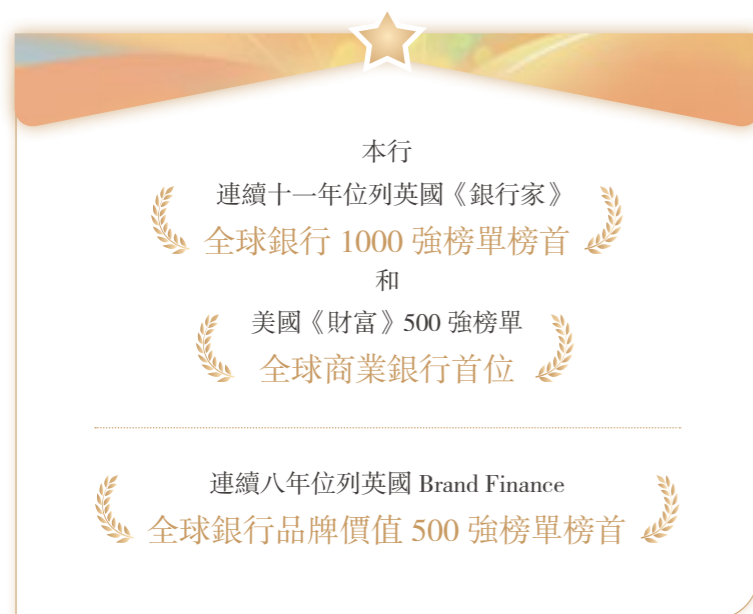 本行
連續十一年位列英國《銀行家》
全球銀行 1000 強榜單榜首
和
美國《財富》500 強榜單
全球商業銀行首位
連續八年位列英國 Brand Finance
全球銀行品牌價值 500 強榜單榜首